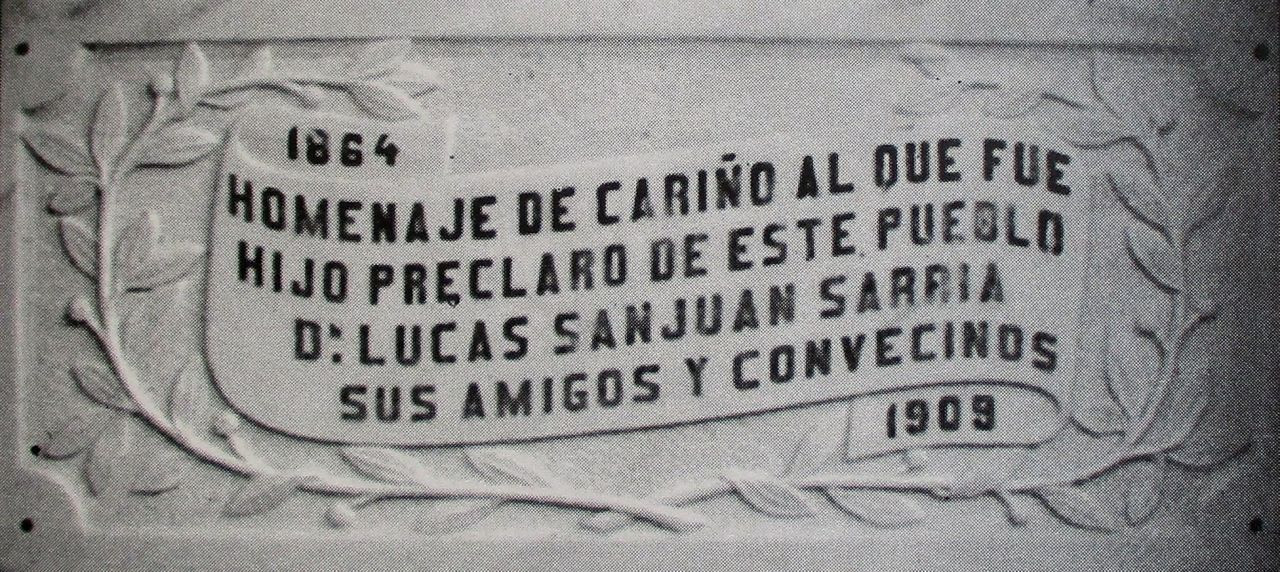 1864
HOMENAJE DE CARIÑO AL QUE FUE
HIJO PRECLARO DE ESTE PUEBLO
Dn. LUCAS SANJUAN SARRIA
SUS AMIGOS Y CONVECINOS
1909